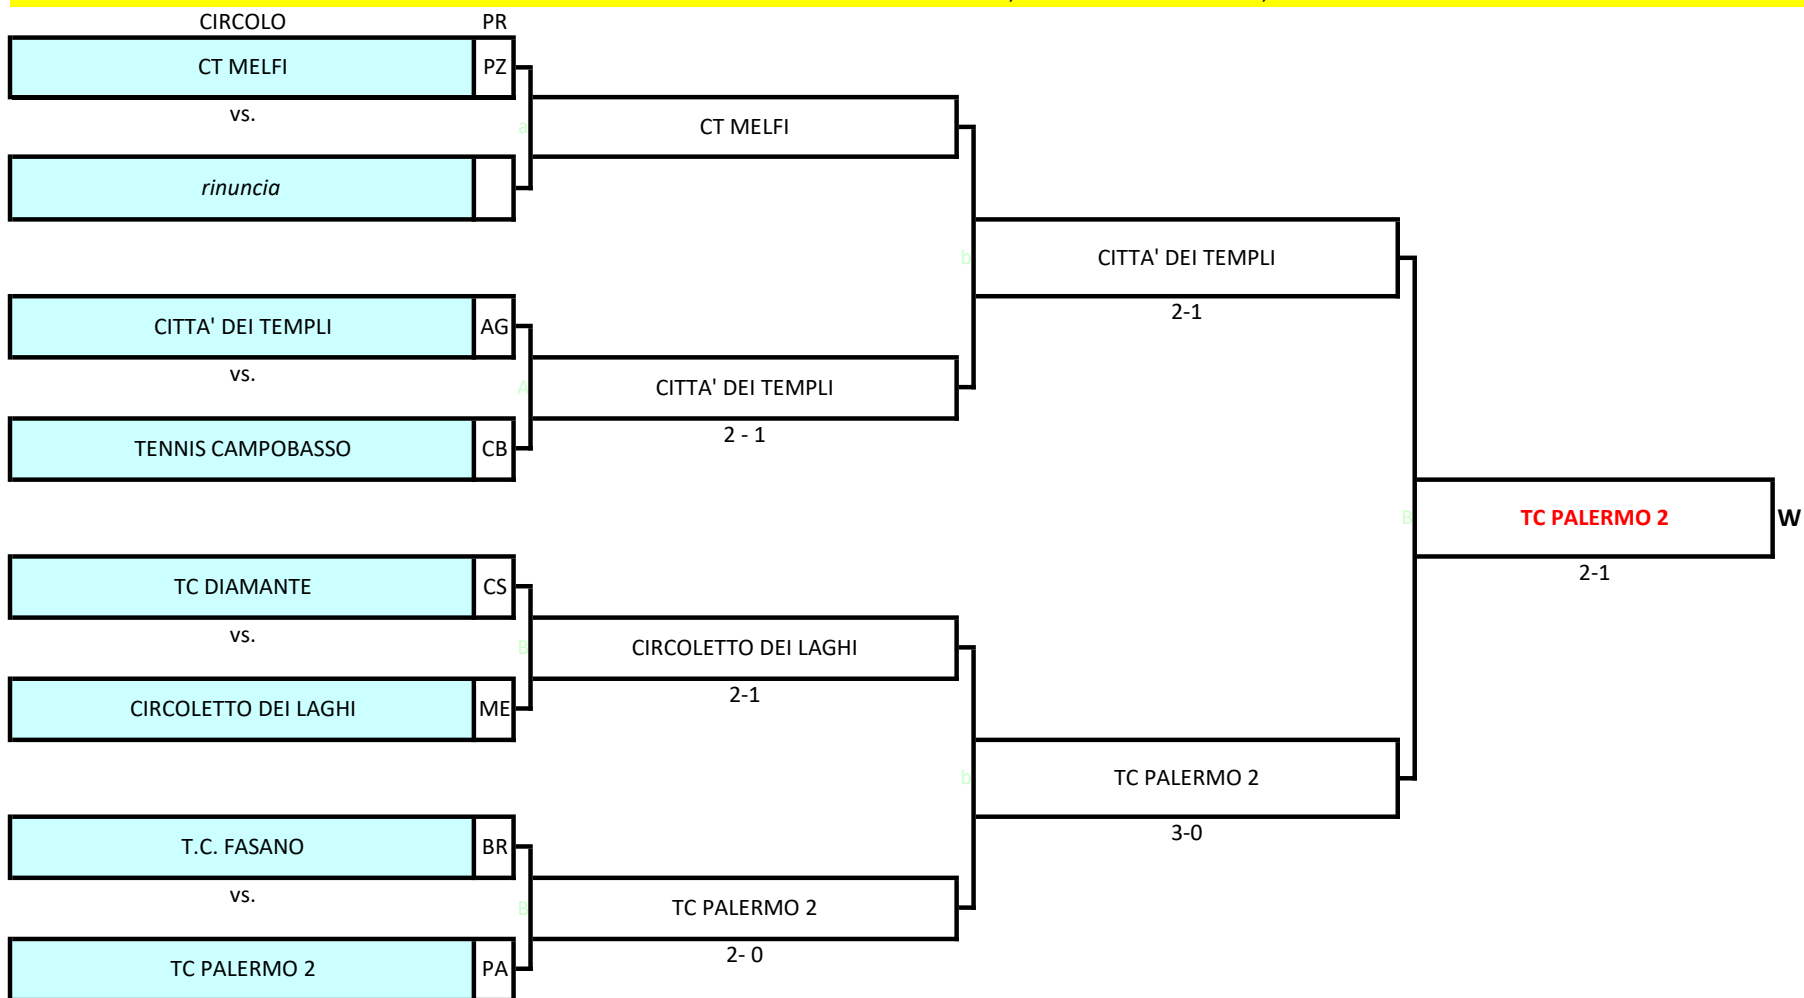 CIRCOLO PR
CT MELFI PZ
vs.
a
CT MELFI
rinuncia
b
CITTA' DEI TEMPLI
2-1
CITTA' DEI TEMPLI AG
vs.
A
CITTA' DEI TEMPLI
2 - 1
TENNIS CAMPOBASSO CB
B
TC PALERMO 2 W
2-1
TC DIAMANTE CS
vs.
B
CIRCOLETTO DEI LAGHI
2-1
CIRCOLETTO DEI LAGHI ME
b
TC PALERMO 2
3-0
T.C. FASANO BR
vs.
B
TC PALERMO 2
2- 0
TC PALERMO 2 PA